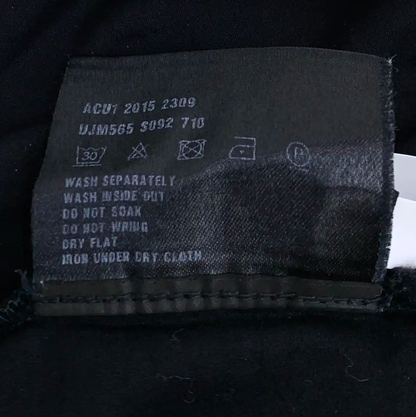 ACU1 2015 2309
UJM565 S092 710
30 P
WASH SEPARATELY
WASH INSIDE OUT
DO NOT SOAK
DO NOT WRING
DRY FLAT
IRON UNDER DRY CLOTH